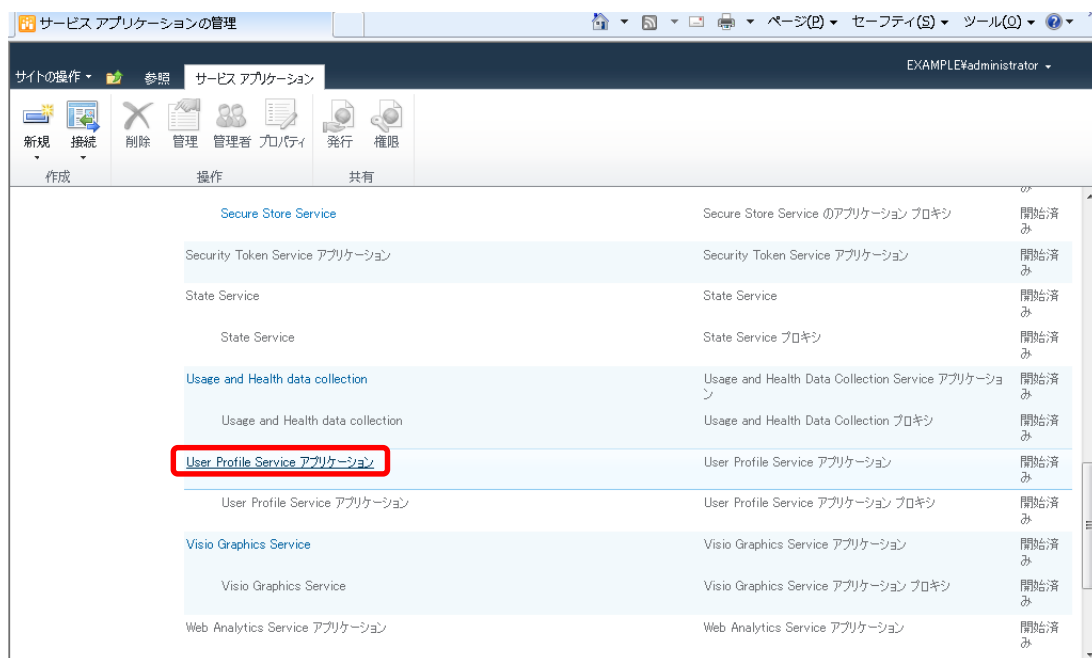 サービス アプリケーションの管理
ページ(P) セーフティ(S) ツール(O)
EXAMPLE¥administrator
サイトの操作 参照 サービス アプリケーション
新規 接続 削除 管理 管理者 プロパティ 発行 権限
作成 操作 共有
み
Secure Store Service Secure Store Service のアプリケーション プロキシ 開始済
み
Security Token Service アプリケーション Security Token Service アプリケーション 開始済
み
State Service State Service 開始済
み
State Service State Service プロキシ 開始済
み
Usage and Health data collection Usage and Health Data Collection Service アプリケーショ 開始済
ン み
Usage and Health data collection Usage and Health Data Collection プロキシ 開始済
み
User Profile Service アプリケーション User Profile Service アプリケーション 開始済
み
User Profile Service アプリケーション User Profile Service アプリケーション プロキシ 開始済
み
Visio Graphics Service Visio Graphics Service アプリケーション 開始済
み
Visio Graphics Service Visio Graphics Service アプリケーション プロキシ 開始済
み
Web Analytics Service アプリケーション Web Analytics Service アプリケーション 開始済
み